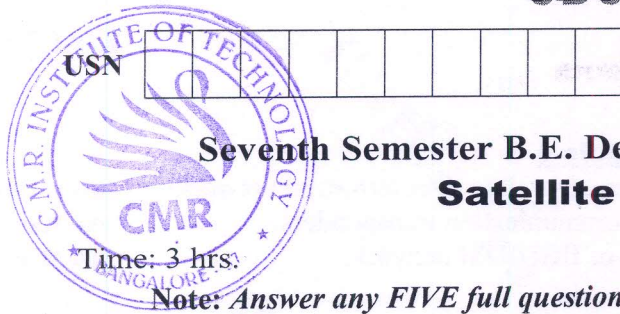 USN
C.M.R INSTITUTE OF TECHNOLOGY
CMR
BANGALORE
Seventh Semester B.E. De
Satellite
Time: 3 hrs.
Note: Answer any FIVE full question